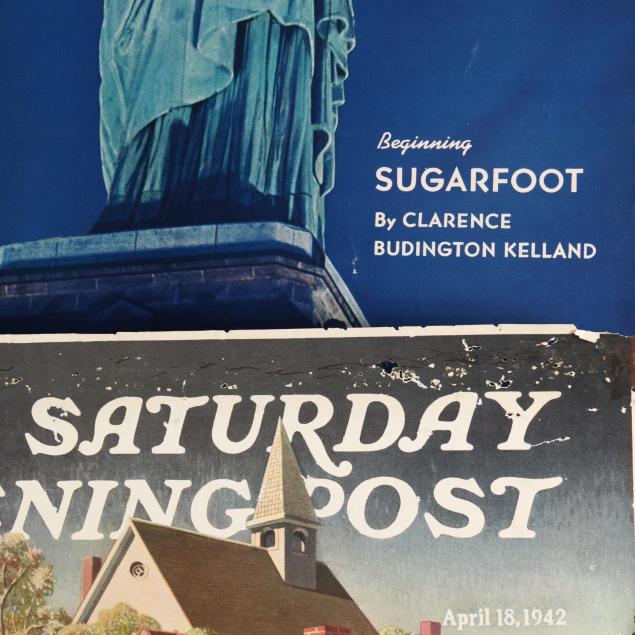 Beginning
SUGARFOOT
By CLARENCE
BUDINGTON KELLAND
SATURDAY
NING POST
April 18, 1942